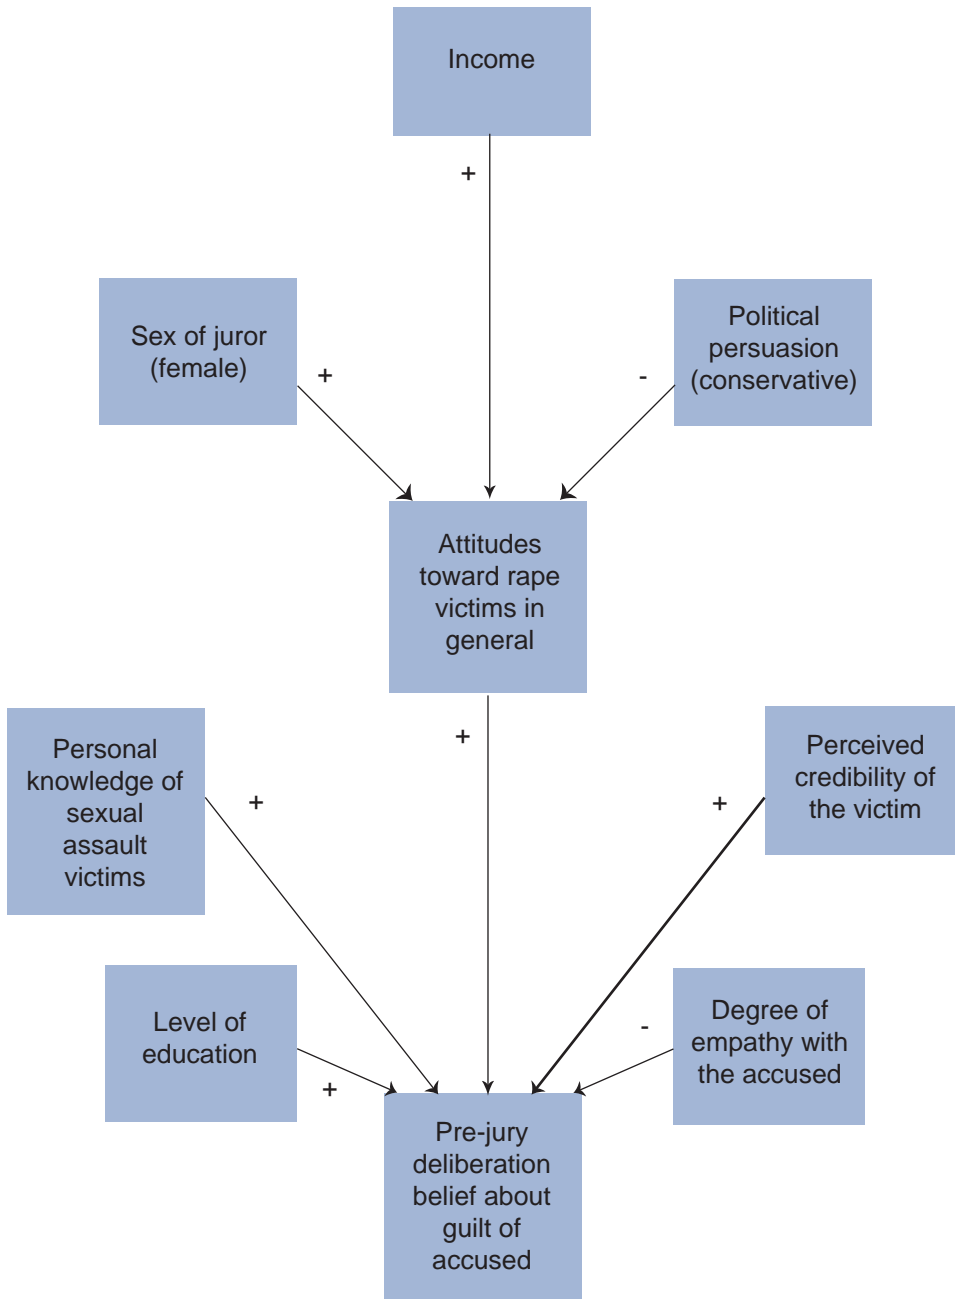 Income
+
Sex of juror
(female)
+
Political
persuasion
(conservative)
-
Attitudes
toward rape
victims in
general
+
Personal
knowledge of
sexual
assault
victims
+
Perceived
credibility of
the victim
+
Level of
education
+
Degree of
empathy with
the accused
-
Pre-jury
deliberation
belief about
guilt of
accused